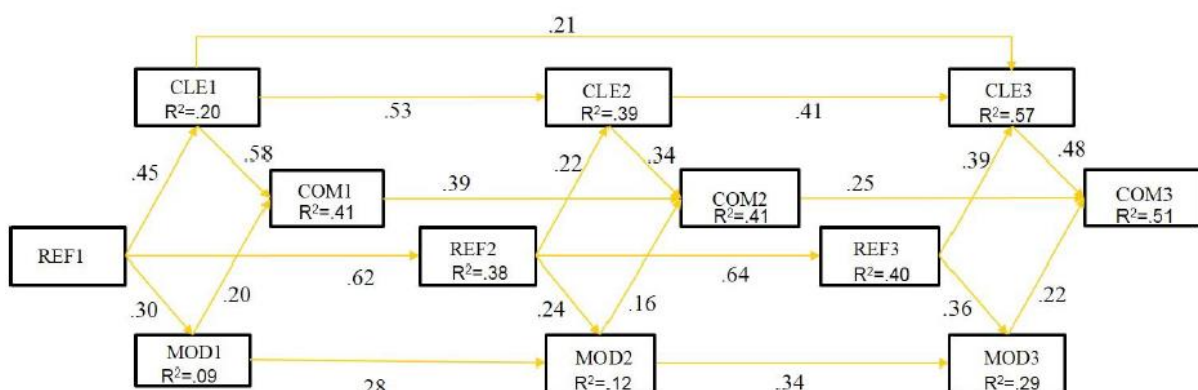 .21
CLE1
R²=.20
CLE2
R²=.39
CLE3
R²=.57
.53
.41
.45
.58
.22
.34
.39
.48
COM1
R²=.41
.39
COM2
R²=.41
.25
COM3
R²=.51
REF1
REF2
R²=.38
REF3
R²=.40
.62
.64
.30
.20
.24
.16
.36
.22
MOD1
R²=.09
MOD2
R²=.12
MOD3
R²=.29
.28
.34